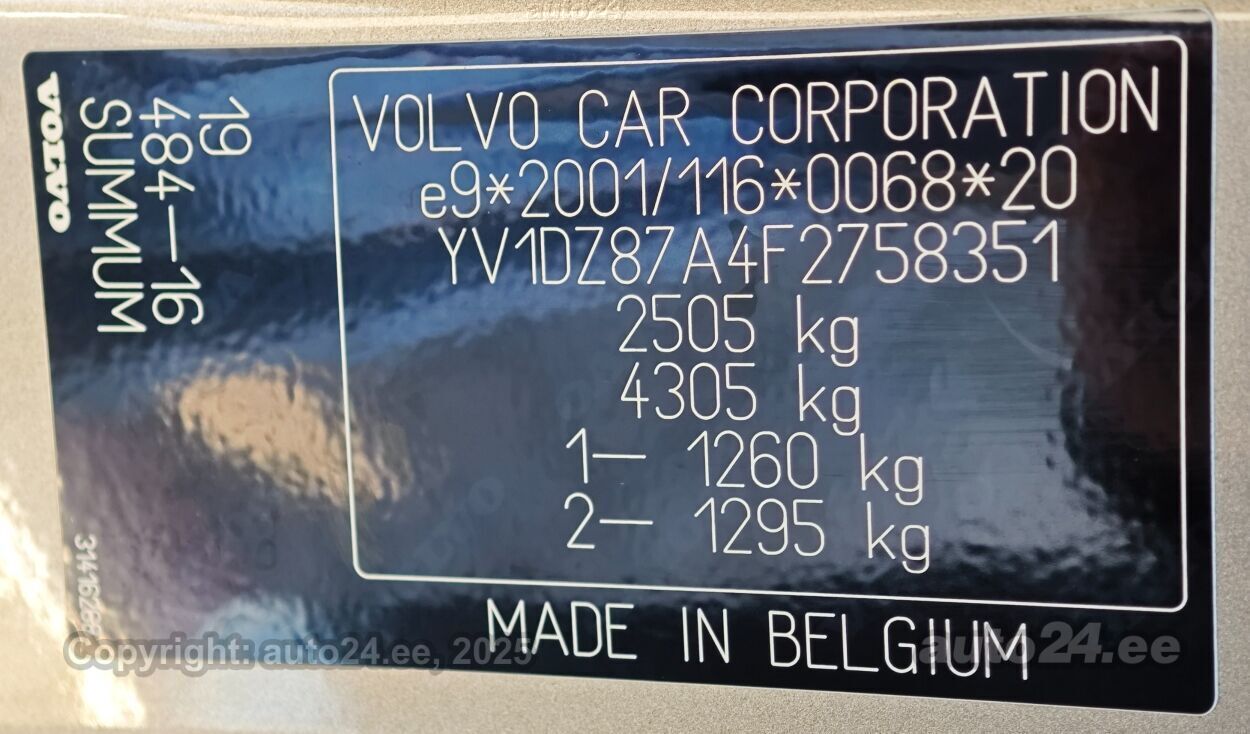 auto24
VOLVO
19
484—16
SUMMUM
VOLVO CAR CORPORATION
e9*2001/116*0068*20
YV1DZ87A4F2758351
2505 kg
4305 kg
1— 1260 kg
2— 1295 kg
MADE IN BELGIUM
Copyright: auto24.ee, 2025
auto24.ee